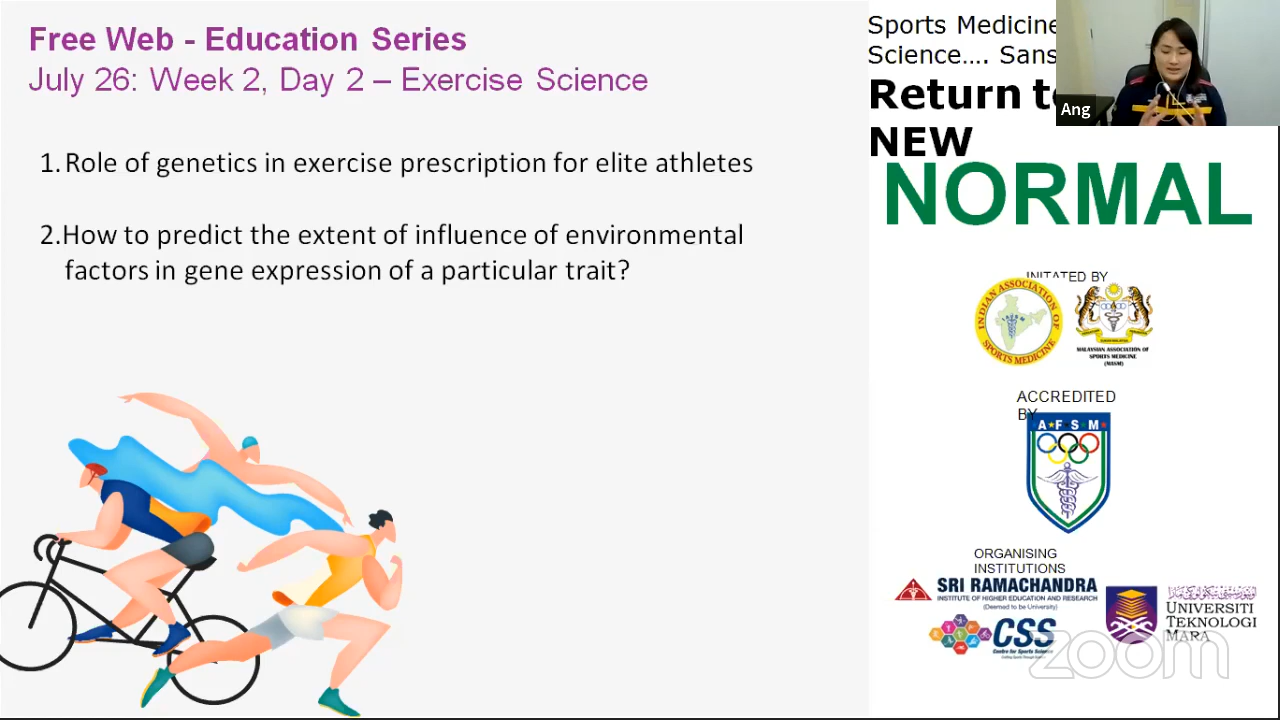 Free Web - Education Series
July 26: Week 2, Day 2 – Exercise Science
1. Role of genetics in exercise prescription for elite athletes
2.How to predict the extent of influence of environmental
factors in gene expression of a particular trait?
Sports Medicine
Science…. Sans
Return to
NEW
NORMAL
Ang
INITATED BY
INDIAN ASSOCIATION OF
SPORTS MEDICINE
MALAYSIAN ASSOCIATION OF
SPORTS MEDICINE
(MASM)
ACCREDITED
BY
A F S M
ORGANISING
INSTITUTIONS
SRI RAMACHANDRA
INSTITUTE OF HIGHER EDUCATION AND RESEARCH
(Deemed to be University)
CSS
Centre for Sports Science
UNIVERSITI
TEKNOLOGI
MARA
zoom